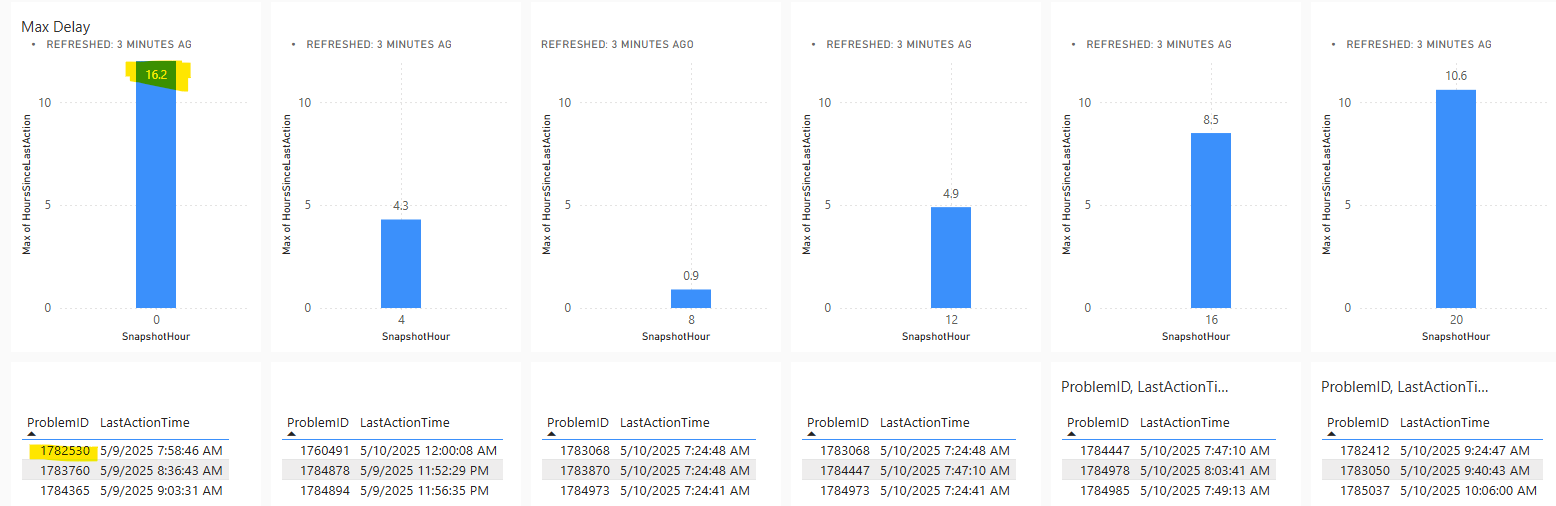 Max Delay
• REFRESHED: 3 MINUTES AG
16.2
10
5
0
Max of HoursSinceLastAction
0
SnapshotHour
• REFRESHED: 3 MINUTES AG
10
5
4.3
0
Max of HoursSinceLastAction
4
SnapshotHour
REFRESHED: 3 MINUTES AGO
10
5
0.9
0
Max of HoursSinceLastAction
8
SnapshotHour
• REFRESHED: 3 MINUTES AG
10
4.9
5
0
Max of HoursSinceLastAction
12
SnapshotHour
• REFRESHED: 3 MINUTES AG
10
8.5
5
0
Max of HoursSinceLastAction
16
SnapshotHour
• REFRESHED: 3 MINUTES AG
10.6
10
5
0
Max of HoursSinceLastAction
20
SnapshotHour
ProblemID LastActionTime
1782530 5/9/2025 7:58:46 AM
1783760 5/9/2025 8:36:43 AM
1784365 5/9/2025 9:03:31 AM
ProblemID LastActionTime
1760491 5/10/2025 12:00:08 AM
1784878 5/9/2025 11:52:29 PM
1784894 5/9/2025 11:56:35 PM
ProblemID LastActionTime
1783068 5/10/2025 7:24:48 AM
1783870 5/10/2025 7:24:48 AM
1784973 5/10/2025 7:24:41 AM
ProblemID LastActionTime
1783068 5/10/2025 7:24:48 AM
1784447 5/10/2025 7:47:10 AM
1784973 5/10/2025 7:24:41 AM
ProblemID, LastActionTi...
ProblemID LastActionTime
1784447 5/10/2025 7:47:10 AM
1784978 5/10/2025 8:03:41 AM
1784985 5/10/2025 7:49:13 AM
ProblemID, LastActionTi...
ProblemID LastActionTime
1782412 5/10/2025 9:24:47 AM
1783050 5/10/2025 9:40:43 AM
1785037 5/10/2025 10:06:00 AM